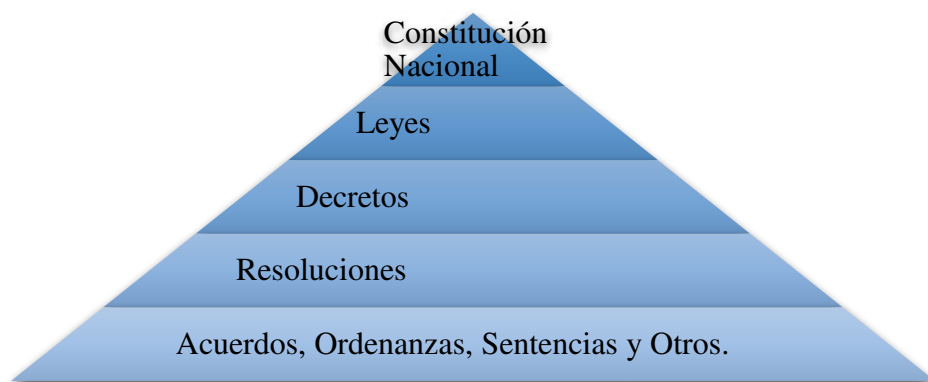 Constitución
Nacional
Leyes
Decretos
Resoluciones
Acuerdos, Ordenanzas, Sentencias y Otros.